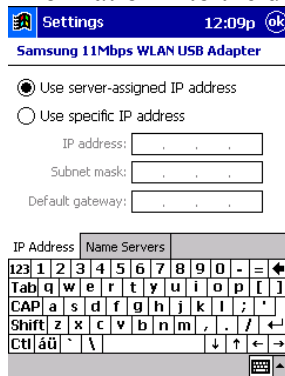 Settings 12:09p ok
Samsung 11Mbps WLAN USB Adapter
Use server-assigned IP address
Use specific IP address
IP address: . . .
Subnet mask: . . .
Default gateway: . . .
IP Address Name Servers
123 1 2 3 4 5 6 7 8 9 0 - = ←
Tab q w e r t y u i o p [ ]
CAP a s d f g h j k l ; '
Shift z x c v b n m , . / ↵
Ctl áü ` \ ↓ ↑ ← →